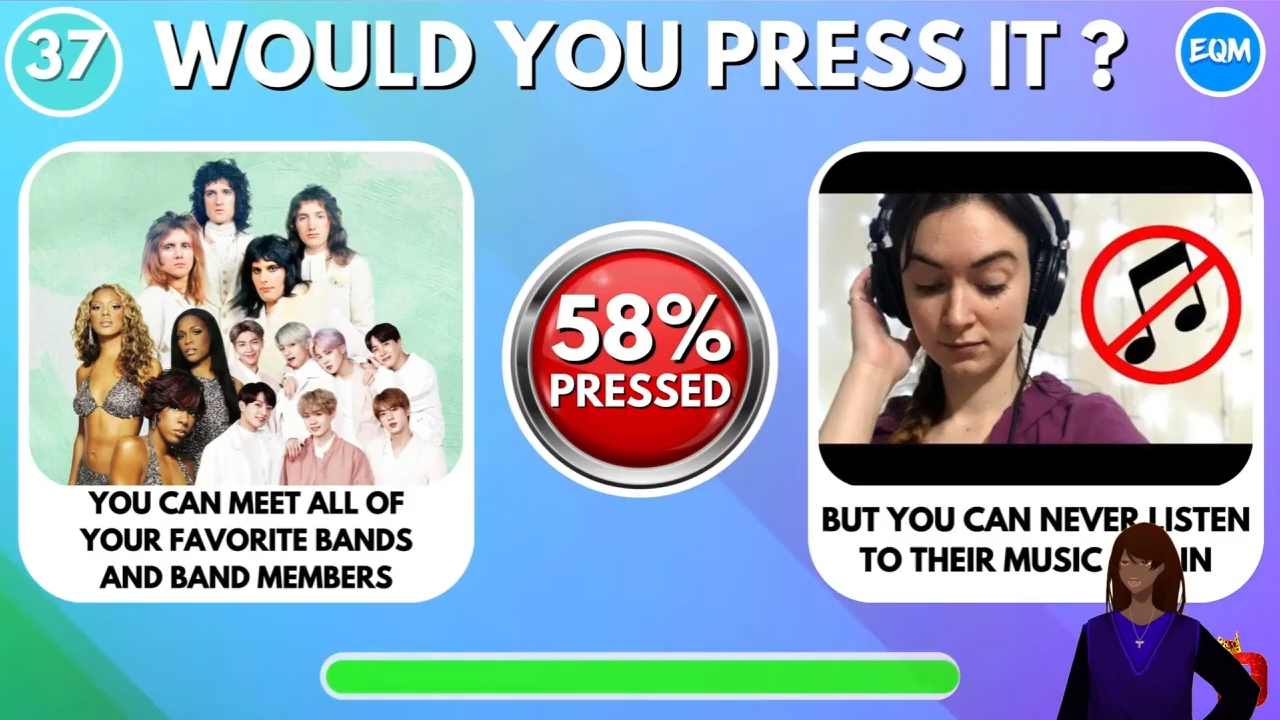 37
WOULD YOU PRESS IT ?
EQM
YOU CAN MEET ALL OF
YOUR FAVORITE BANDS
AND BAND MEMBERS
58%
PRESSED
BUT YOU CAN NEVER LISTEN
TO THEIR MUSIC IN